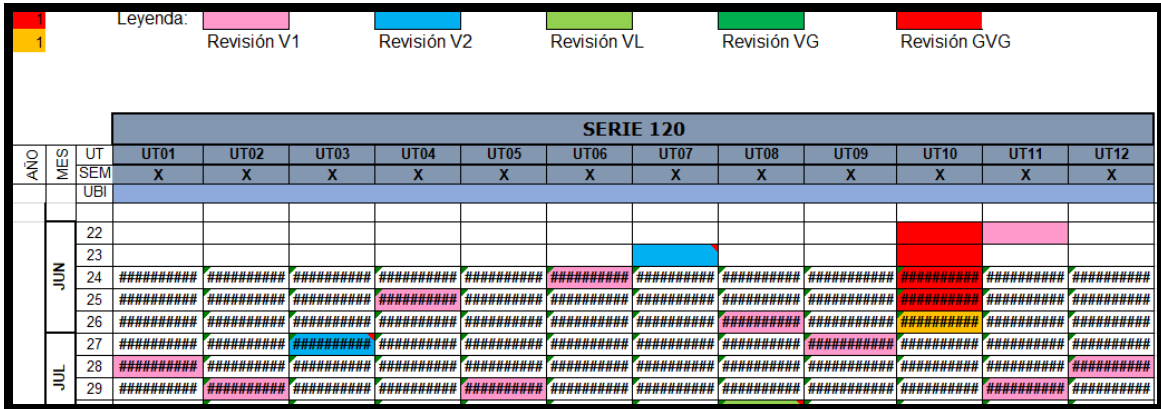 1 Leyenda:
1 Revisión V1 Revisión V2 Revisión VL Revisión VG Revisión GVG
SERIE 120
AÑO MES UT UT01 UT02 UT03 UT04 UT05 UT06 UT07 UT08 UT09 UT10 UT11 UT12
SEM X X X X X X X X X X X X
UBI
JUN
22
23
24 ########## ########## ########## ########## ########## ########## ########## ########## ########## ########## ########## ##########
25 ########## ########## ########## ########## ########## ########## ########## ########## ########## ########## ########## ##########
26 ########## ########## ########## ########## ########## ########## ########## ########## ########## ########## ########## ##########
JUL
27 ########## ########## ########## ########## ########## ########## ########## ########## ########## ########## ########## ##########
28 ########## ########## ########## ########## ########## ########## ########## ########## ########## ########## ########## ##########
29 ########## ########## ########## ########## ########## ########## ########## ########## ########## ########## ########## ##########